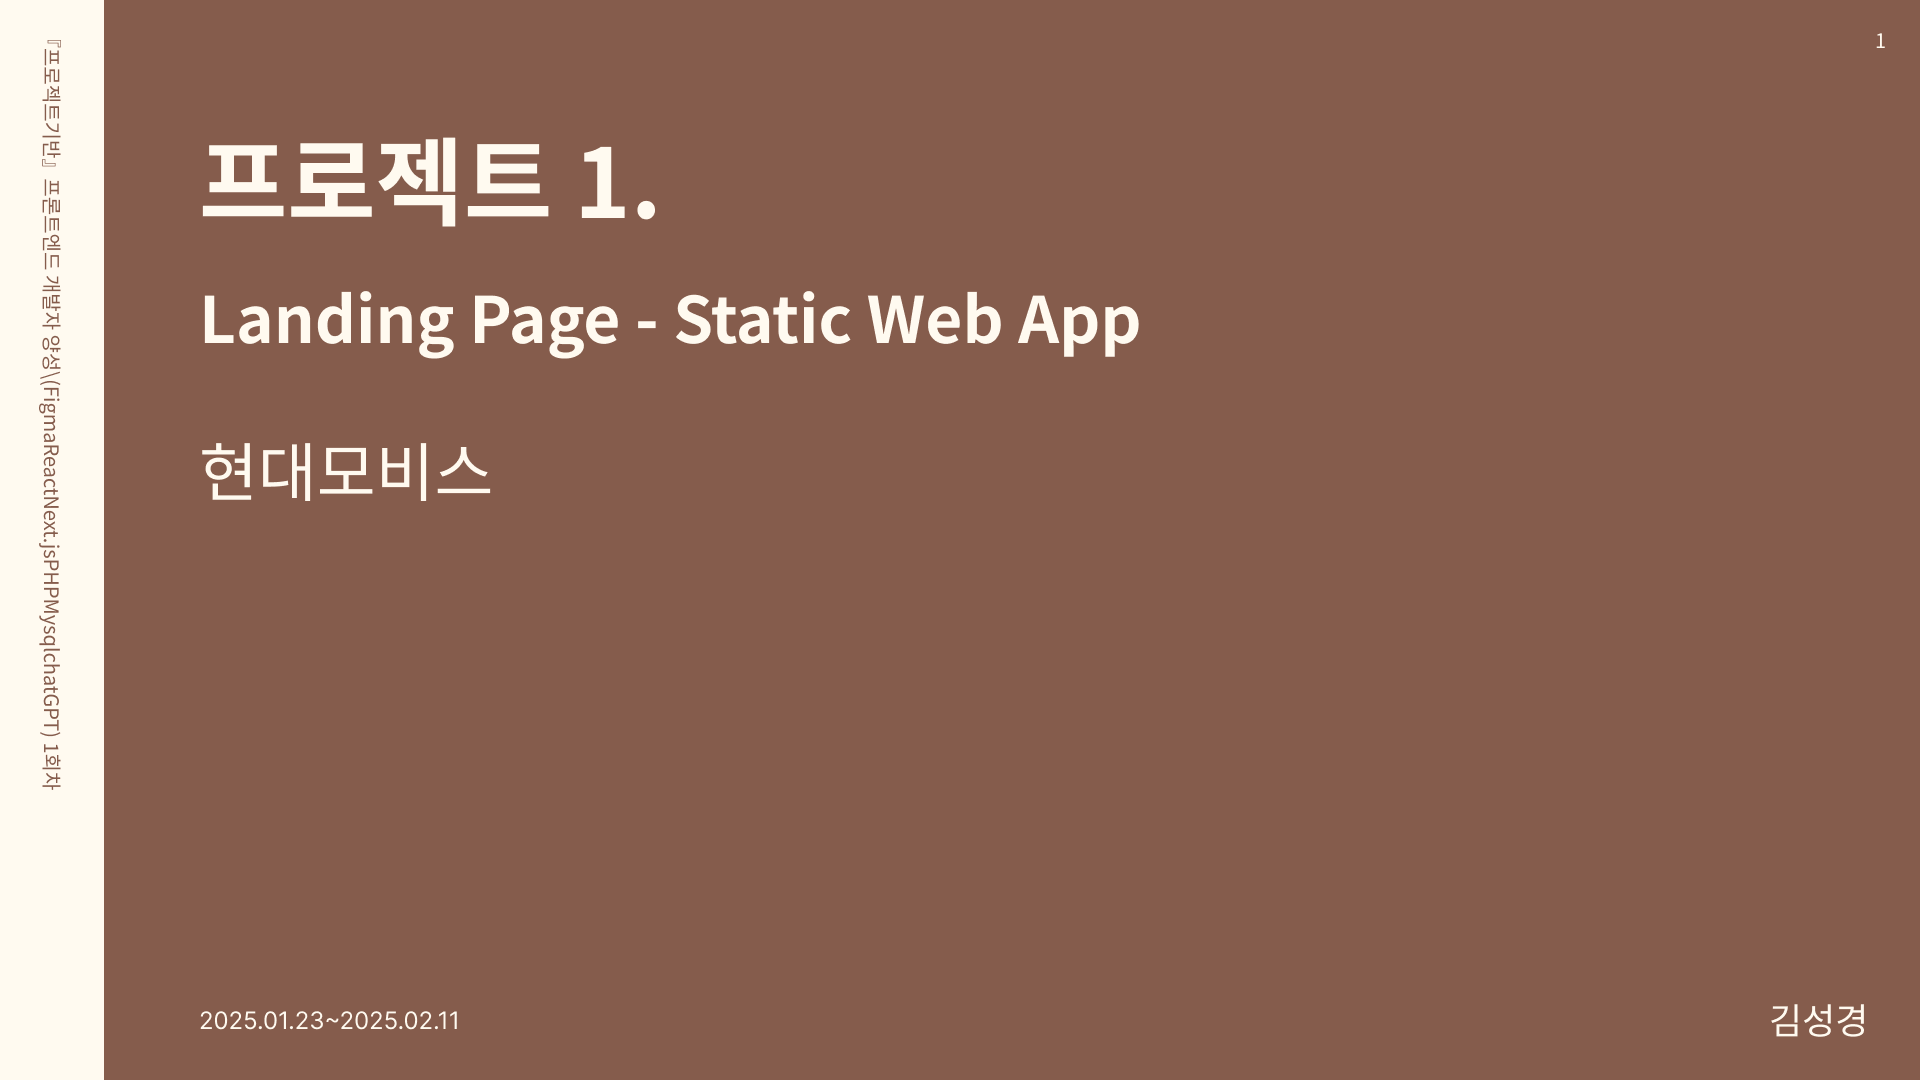 『프로젝트기반』 프론트엔드 개발자 양성\(FigmaReactNext.jsPHPMysqlchatGPT) 1회차
1
프로젝트 1.
Landing Page - Static Web App
현대모비스
2025.01.23~2025.02.11
김성경